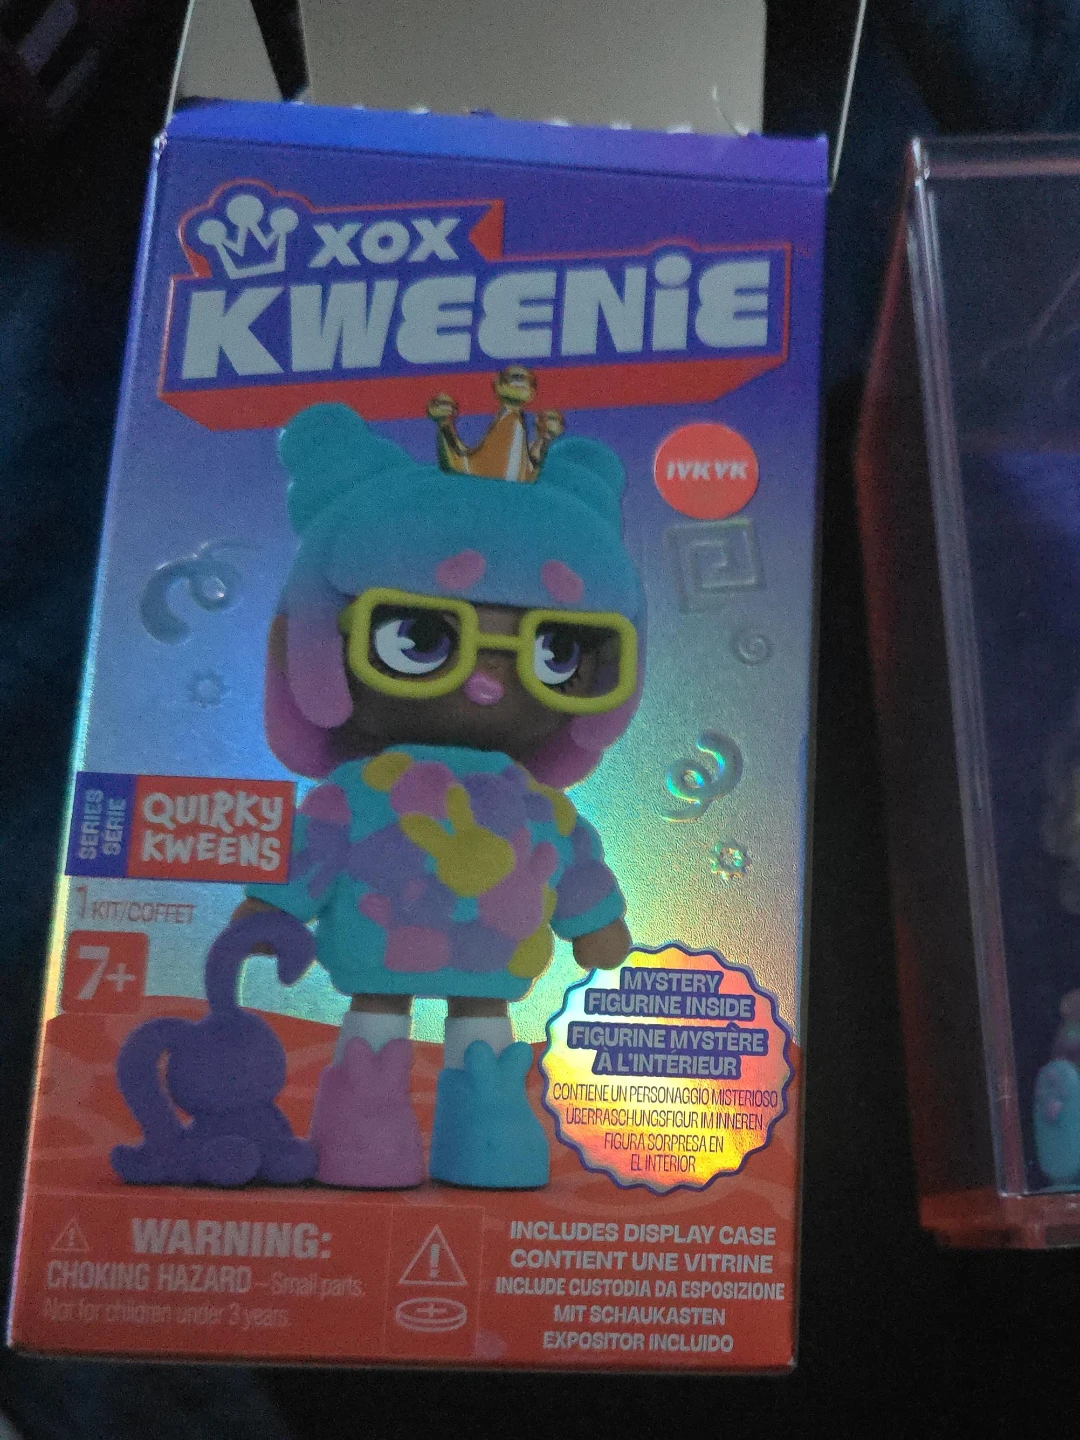 XOX
KWEENiE
IYKYK
SERIES
SERIE
QUIRKY
KWEENS
1 KIT/COFFET
7+
MYSTERY
FIGURINE INSIDE
FIGURINE MYSTÈRE
À L'INTÉRIEUR
CONTIENE UN PERSONAGGIO MISTERIOSO
ÜBERRASCHUNGSFIGUR IM INNEREN
FIGURA SORPRESA EN
EL INTERIOR
WARNING:
CHOKING HAZARD – Small parts.
Not for children under 3 years.
INCLUDES DISPLAY CASE
CONTIENT UNE VITRINE
INCLUDE CUSTODIA DA ESPOSIZIONE
MIT SCHAUKASTEN
EXPOSITOR INCLUIDO